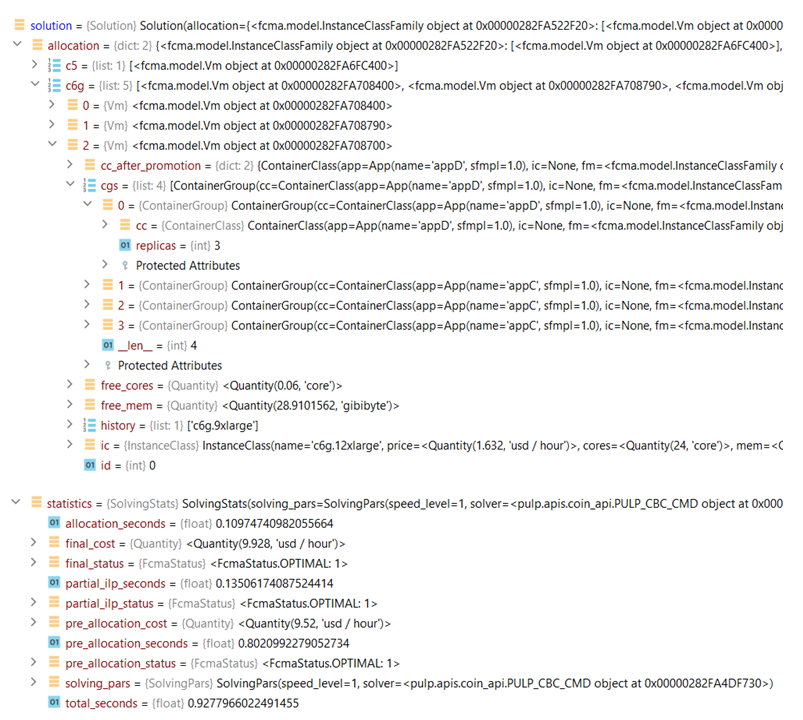 solution = {Solution} Solution(allocation={<fcma.model.InstanceClassFamily object at 0x00000282FA522F20>: [<fcma.model.Vm object at 0x0000
allocation = {dict: 2} {<fcma.model.InstanceClassFamily object at 0x00000282FA522F20>: [<fcma.model.Vm object at 0x00000282FA6FC400>],
c5 = {list: 1} [<fcma.model.Vm object at 0x00000282FA6FC400>]
c6g = {list: 5} [<fcma.model.Vm object at 0x00000282FA708400>, <fcma.model.Vm object at 0x00000282FA708790>, <fcma.model.Vm obj
0 = {Vm} <fcma.model.Vm object at 0x00000282FA708400>
1 = {Vm} <fcma.model.Vm object at 0x00000282FA708790>
2 = {Vm} <fcma.model.Vm object at 0x00000282FA708700>
cc_after_promotion = {dict: 2} {ContainerClass(app=App(name='appD', sfmpl=1.0), ic=None, fm=<fcma.model.InstanceClassFamily c
cgs = {list: 4} [ContainerGroup(cc=ContainerClass(app=App(name='appD', sfmpl=1.0), ic=None, fm=<fcma.model.InstanceClassFam
0 = {ContainerGroup} ContainerGroup(cc=ContainerClass(app=App(name='appD', sfmpl=1.0), ic=None, fm=<fcma.model.Instanc
cc = {ContainerClass} ContainerClass(app=App(name='appD', sfmpl=1.0), ic=None, fm=<fcma.model.InstanceClassFamily obj
01 replicas = {int} 3
Protected Attributes
1 = {ContainerGroup} ContainerGroup(cc=ContainerClass(app=App(name='appC', sfmpl=1.0), ic=None, fm=<fcma.model.Instanc
2 = {ContainerGroup} ContainerGroup(cc=ContainerClass(app=App(name='appC', sfmpl=1.0), ic=None, fm=<fcma.model.Instanc
3 = {ContainerGroup} ContainerGroup(cc=ContainerClass(app=App(name='appC', sfmpl=1.0), ic=None, fm=<fcma.model.Instanc
01 __len__ = {int} 4
Protected Attributes
free_cores = {Quantity} <Quantity(0.06, 'core')>
free_mem = {Quantity} <Quantity(28.9101562, 'gibibyte')>
history = {list: 1} ['c6g.9xlarge']
ic = {InstanceClass} InstanceClass(name='c6g.12xlarge', price=<Quantity(1.632, 'usd / hour')>, cores=<Quantity(24, 'core')>, mem=<
01 id = {int} 0
statistics = {SolvingStats} SolvingStats(solving_pars=SolvingPars(speed_level=1, solver=<pulp.apis.coin_api.PULP_CBC_CMD object at 0x000
01 allocation_seconds = {float} 0.10974740982055664
final_cost = {Quantity} <Quantity(9.928, 'usd / hour')>
final_status = {FcmaStatus} <FcmaStatus.OPTIMAL: 1>
01 partial_ilp_seconds = {float} 0.13506174087524414
partial_ilp_status = {FcmaStatus} <FcmaStatus.OPTIMAL: 1>
pre_allocation_cost = {Quantity} <Quantity(9.52, 'usd / hour')>
01 pre_allocation_seconds = {float} 0.8020992279052734
pre_allocation_status = {FcmaStatus} <FcmaStatus.OPTIMAL: 1>
solving_pars = {SolvingPars} SolvingPars(speed_level=1, solver=<pulp.apis.coin_api.PULP_CBC_CMD object at 0x00000282FA4DF730>)
01 total_seconds = {float} 0.9277966022491455